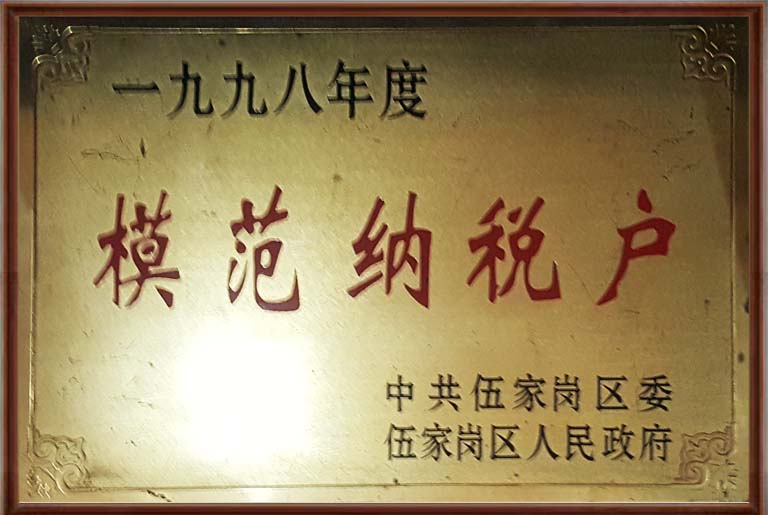 一九九八年度
模范纳税户
中共伍家岗区委
伍家岗区人民政府